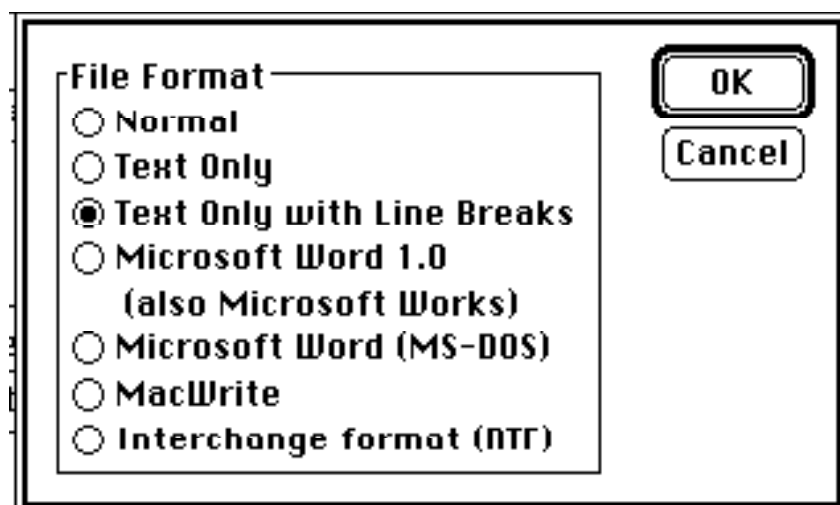 File Format
Normal
Text Only
Text Only with Line Breaks
Microsoft Word 1.0
(also Microsoft Works)
Microsoft Word (MS-DOS)
MacWrite
Interchange format (RTF)
OK
Cancel